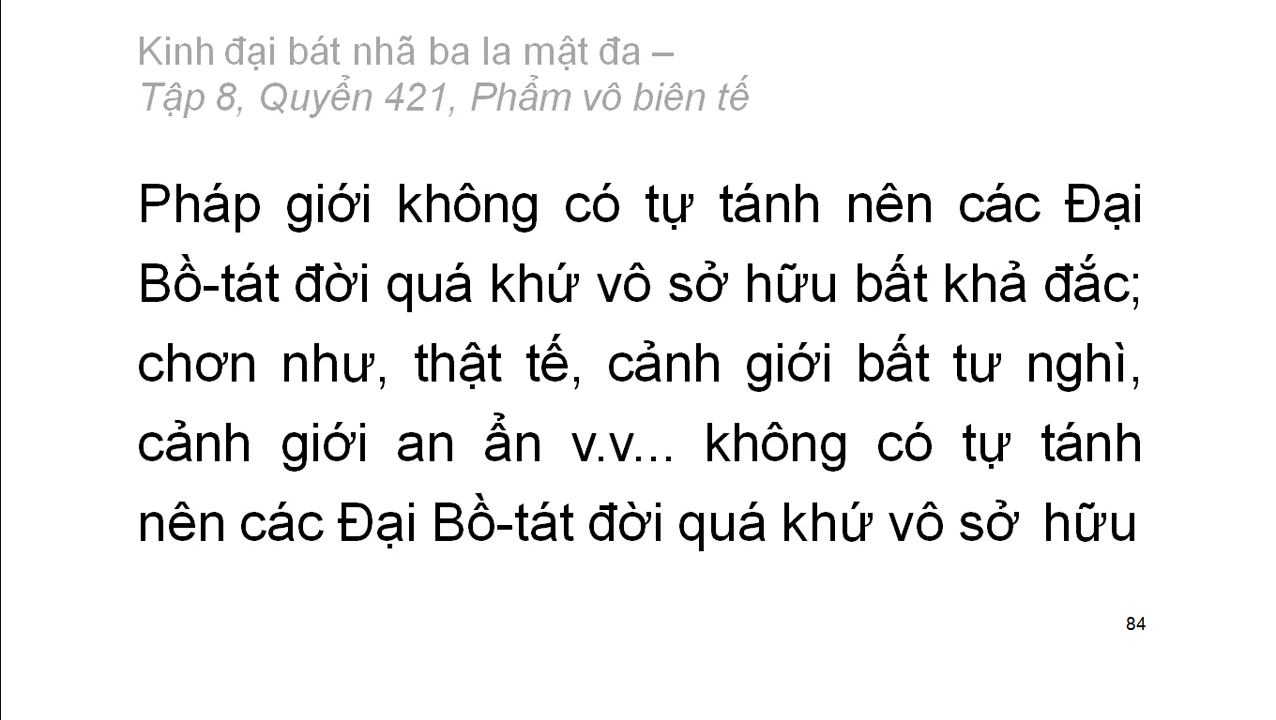 Kinh đại bát nhã ba la mật đa –
Tập 8, Quyển 421, Phẩm vô biên tế
Pháp giới không có tự tánh nên các Đại
Bồ-tát đời quá khứ vô sở hữu bất khả đắc;
chơn như, thật tế, cảnh giới bất tư nghì,
cảnh giới an ẩn v.v... không có tự tánh
nên các Đại Bồ-tát đời quá khứ vô sở hữu
84